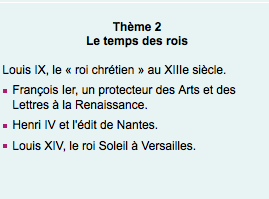 Thème 2
Le temps des rois
Louis IX, le « roi chrétien » au XIIIe siècle.
François Ier, un protecteur des Arts et des
Lettres à la Renaissance.
Henri IV et l'édit de Nantes.
Louis XIV, le roi Soleil à Versailles.